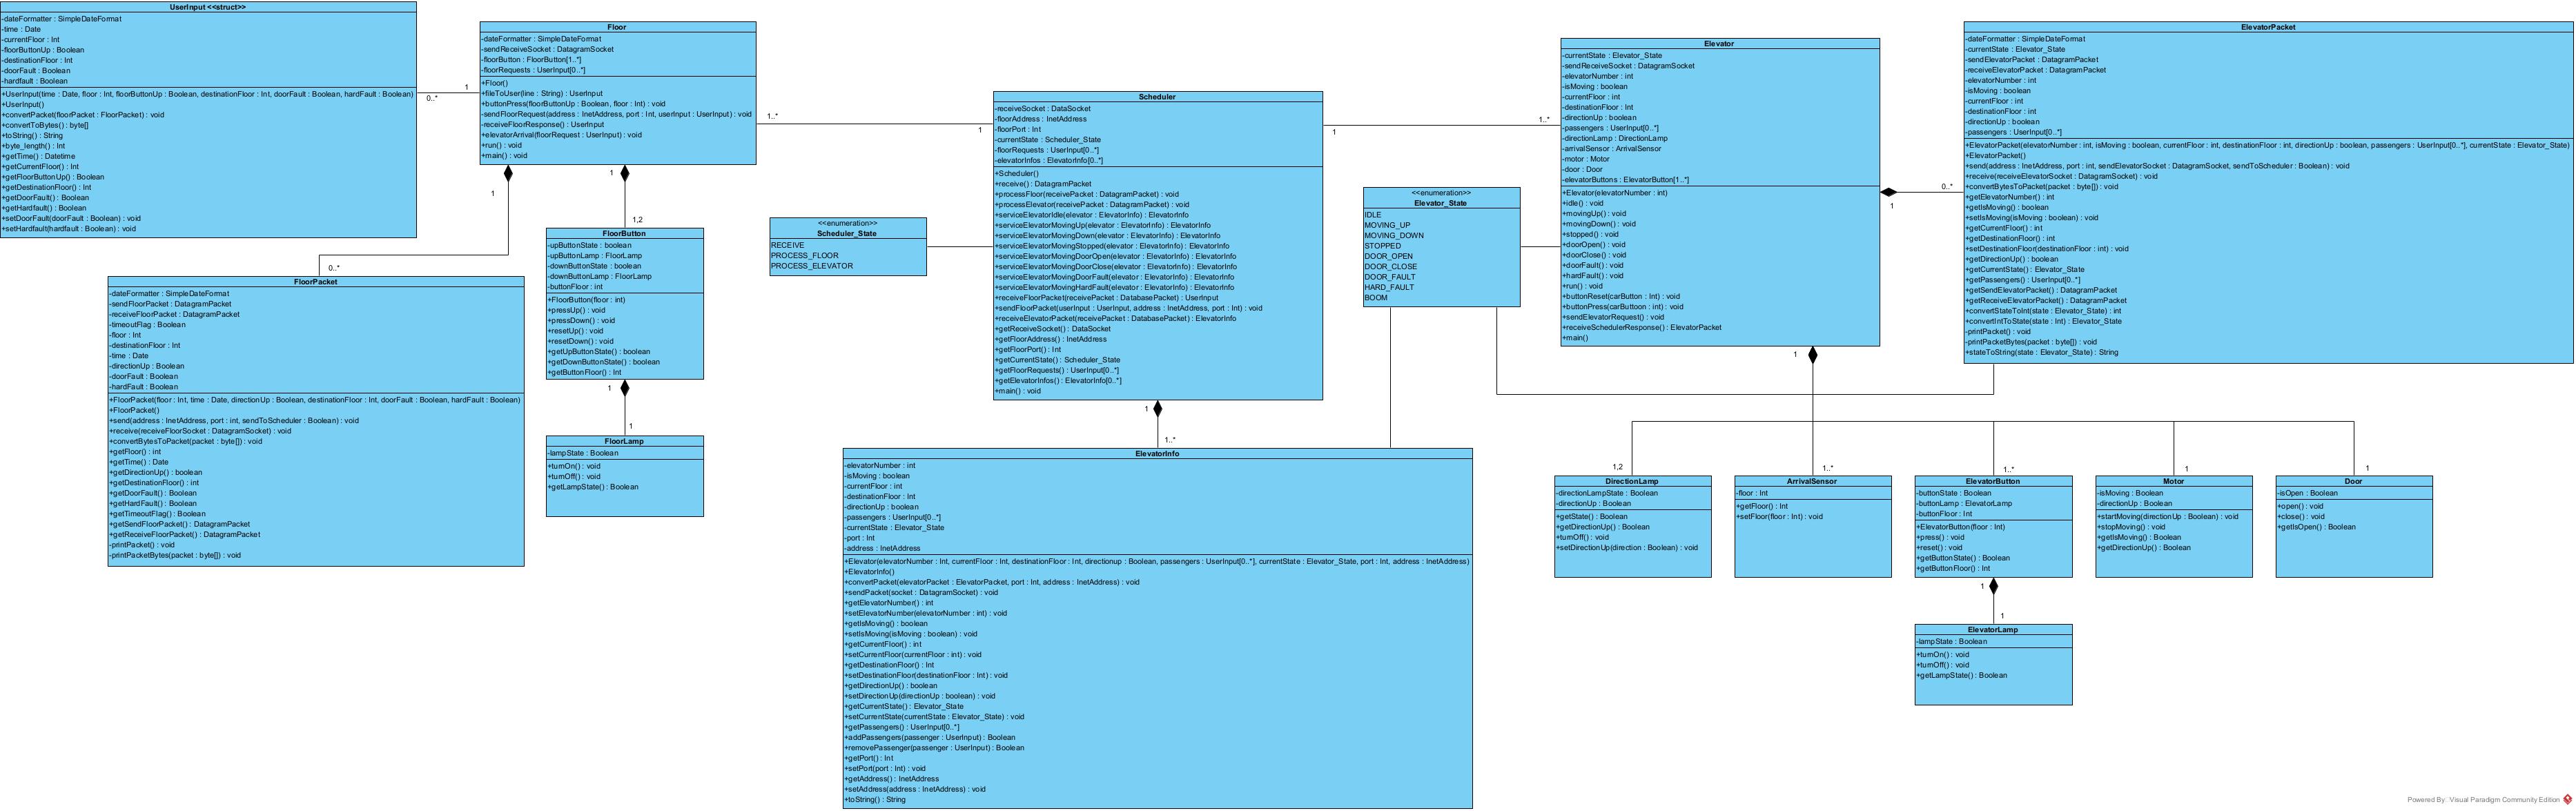 UserInput <<struct>>
-dateFormatter : SimpleDateFormat
-time : Date
-currentFloor : Int
-floorButtonUp : Boolean
-destinationFloor : Int
-doorFault : Boolean
-hardfault : Boolean
+UserInput(time : Date, floor : Int, floorButtonUp : Boolean, destinationFloor : Int, doorFault : Boolean, hardFault : Boolean)
+UserInput()
+convertPacket(floorPacket : FloorPacket) : void
+convertToBytes() : byte[]
+toString() : String
+byte_length() : Int
+getTime() : Datetime
+getCurrentFloor() : Int
+getFloorButtonUp() : Boolean
+getDestinationFloor() : Int
+getDoorFault() : Boolean
+getHardfault() : Boolean
+setDoorFault(doorFault : Boolean) : void
+setHardfault(hardfault : Boolean) : void
0..*
1
Floor
-dateFormatter : SimpleDateFormat
-sendReceiveSocket : DatagramSocket
-floorButton : FloorButton[1..*]
-floorRequests : UserInput[0..*]
+Floor()
+fileToUser(line : String) : UserInput
+buttonPress(floorButtonUp : Boolean, floor : Int) : void
-sendFloorRequest(address : InetAddress, port : Int, userInput : UserInput) : void
-receiveFloorResponse() : UserInput
+elevatorArrival(floorRequest : UserInput) : void
+run() : void
+main() : void
1..*
1
1
0..*
1
1,2
FloorPacket
-dateFormatter : SimpleDateFormat
-sendFloorPacket : DatagramPacket
-receiveFloorPacket : DatagramPacket
-timeoutFlag : Boolean
-floor : Int
-destinationFloor : Int
-time : Date
-directionUp : Boolean
-doorFault : Boolean
-hardFault : Boolean
+FloorPacket(floor : Int, time : Date, directionUp : Boolean, destinationFloor : Int, doorFault : Boolean, hardFault : Boolean)
+FloorPacket()
+send(address : InetAddress, port : int, sendToScheduler : Boolean) : void
+receive(receiveFloorSocket : DatagramSocket) : void
+convertBytesToPacket(packet : byte[]) : void
+getFloor() : int
+getTime() : Date
+getDirectionUp() : boolean
+getDestinationFloor() : int
+getDoorFault() : Boolean
+getHardFault() : Boolean
+getTimeoutFlag() : Boolean
+getSendFloorPacket() : DatagramPacket
+getReceiveFloorPacket() : DatagramPacket
-printPacket() : void
-printPacketBytes(packet : byte[]) : void
FloorButton
-upButtonState : boolean
-upButtonLamp : FloorLamp
-downButtonState : boolean
-downButtonLamp : FloorLamp
-buttonFloor : int
+FloorButton(floor : int)
+pressUp() : void
+pressDown() : void
+resetUp() : void
+resetDown() : void
+getUpButtonState() : boolean
+getDownButtonState() : boolean
+getButtonFloor() : Int
1
1
FloorLamp
-lampState : Boolean
+turnOn() : void
+turnOff() : void
+getLampState() : Boolean
<<enumeration>>
Scheduler_State
RECEIVE
PROCESS_FLOOR
PROCESS_ELEVATOR
Scheduler
-receiveSocket : DataSocket
-floorAddress : InetAddress
-floorPort : Int
-currentState : Scheduler_State
-floorRequests : UserInput[0..*]
-elevatorInfos : ElevatorInfo[0..*]
+Scheduler()
+receive() : DatagramPacket
+processFloor(receivePacket : DatagramPacket) : void
+processElevator(receivePacket : DatagramPacket) : void
+serviceElevatorIdle(elevator : ElevatorInfo) : ElevatorInfo
+serviceElevatorMovingUp(elevator : ElevatorInfo) : ElevatorInfo
+serviceElevatorMovingDown(elevator : ElevatorInfo) : ElevatorInfo
+serviceElevatorMovingStopped(elevator : ElevatorInfo) : ElevatorInfo
+serviceElevatorMovingDoorOpen(elevator : ElevatorInfo) : ElevatorInfo
+serviceElevatorMovingDoorClose(elevator : ElevatorInfo) : ElevatorInfo
+serviceElevatorMovingDoorFault(elevator : ElevatorInfo) : ElevatorInfo
+serviceElevatorMovingHardFault(elevator : ElevatorInfo) : ElevatorInfo
+receiveFloorPacket(receivePacket : DatabasePacket) : UserInput
+sendFloorPacket(userInput : UserInput, address : InetAddress, port : Int) : void
+receiveElevatorPacket(receivePacket : DatabasePacket) : ElevatorInfo
+getReceiveSocket() : DataSocket
+getFloorAddress() : InetAddress
+getFloorPort() : Int
+getCurrentState() : Scheduler_State
+getFloorRequests() : UserInput[0..*]
+getElevatorInfos() : ElevatorInfo[0..*]
+main() : void
1
1..*
1
1..*
ElevatorInfo
-elevatorNumber : int
-isMoving : boolean
-currentFloor : int
-destinationFloor : Int
-directionUp : boolean
-passengers : UserInput[0..*]
-currentState : Elevator_State
-port : Int
-address : InetAddress
+Elevator(elevatorNumber : Int, currentFloor : Int, destinationFloor : Int, directionup : Boolean, passengers : UserInput[0..*], currentState : Elevator_State, port : Int, address : InetAddress)
+ElevatorInfo()
+convertPacket(elevatorPacket : ElevatorPacket, port : Int, address : InetAddress) : void
+sendPacket(socket : DatagramSocket) : void
+getElevatorNumber() : int
+setElevatorNumber(elevatorNumber : int) : void
+getIsMoving() : boolean
+setIsMoving(isMoving : boolean) : void
+getCurrentFloor() : int
+setCurrentFloor(currentFloor : int) : void
+getDestinationFloor() : Int
+setDestinationFloor(destinationFloor : Int) : void
+getDirectionUp() : boolean
+setDirectionUp(directionUp : boolean) : void
+getCurrentState() : Elevator_State
+setCurrentState(currentState : Elevator_State) : void
+getPassengers() : UserInput[0..*]
+addPassengers(passenger : UserInput) : Boolean
+removePassenger(passenger : UserInput) : Boolean
+getPort() : Int
+setPort(port : Int) : void
+getAddress() : InetAddress
+setAddress(address : InetAddress) : void
+toString() : String
<<enumeration>>
Elevator_State
IDLE
MOVING_UP
MOVING_DOWN
STOPPED
DOOR_OPEN
DOOR_CLOSE
DOOR_FAULT
HARD_FAULT
BOOM
Elevator
-currentState : Elevator_State
-sendReceiveSocket : DatagramSocket
-elevatorNumber : int
-isMoving : boolean
-currentFloor : int
-destinationFloor : Int
-directionUp : boolean
-passengers : UserInput[0..*]
-directionLamp : DirectionLamp
-arrivalSensor : ArrivalSensor
-motor : Motor
-door : Door
-elevatorButtons : ElevatorButton[1..*]
+Elevator(elevatorNumber : int)
+idle() : void
+movingUp() : void
+movingDown() : void
+stopped() : void
+doorOpen() : void
+doorClose() : void
+doorFault() : void
+hardFault() : void
+run() : void
+buttonReset(carButton : Int) : void
+buttonPress(carButtoon : int) : void
+sendElevatorRequest() : void
+receiveSchedulerResponse() : ElevatorPacket
+main()
1
0..*
1
ElevatorPacket
-dateFormatter : SimpleDateFormat
-currentState : Elevator_State
-sendElevatorPacket : DatagramPacket
-receiveElevatorPacket : DatagramPacket
-elevatorNumber : int
-isMoving : boolean
-currentFloor : int
-destinationFloor : int
-directionUp : boolean
-passengers : UserInput[0..*]
+ElevatorPacket(elevatorNumber : int, isMoving : boolean, currentFloor : int, destinationFloor : int, directionUp : boolean, passengers : UserInput[0..*], currentState : Elevator_State)
+ElevatorPacket()
+send(address : InetAddress, port : int, sendElevatorSocket : DatagramSocket, sendToScheduler : Boolean) : void
+receive(receiveElevatorSocket : DatagramSocket) : void
+convertBytesToPacket(packet : byte[]) : void
+getElevatorNumber() : int
+getIsMoving() : boolean
+setIsMoving(isMoving : boolean) : void
+getCurrentFloor() : int
+getDestinationFloor() : int
+setDestinationFloor(destinationFloor : int) : void
+getDirectionUp() : boolean
+getCurrentState() : Elevator_State
+getPassengers() : UserInput[0..*]
+getSendElevatorPacket() : DatagramPacket
+getReceiveElevatorPacket() : DatagramPacket
+convertStateToInt(state : Elevator_State) : int
+convertIntToState(state : Int) : Elevator_State
-printPacket() : void
-printPacketBytes(packet : byte[]) : void
+stateToString(state : Elevator_State) : String
1,2
1..*
1..*
1
1
DirectionLamp
-directionLampState : Boolean
-directionUp : Boolean
+getState() : Boolean
+getDirectionUp() : Boolean
+turnOff() : void
+setDirectionUp(direction : Boolean) : void
ArrivalSensor
-floor : Int
+getFloor() : Int
+setFloor(floor : Int) : void
ElevatorButton
-buttonState : Boolean
-buttonLamp : ElevatorLamp
-buttonFloor : Int
+ElevatorButton(floor : Int)
+press() : void
+reset() : void
+getButtonState() : Boolean
+getButtonFloor() : Int
Motor
-isMoving : Boolean
-directionUp : Boolean
+startMoving(directionUp : Boolean) : void
+stopMoving() : void
+getIsMoving() : Boolean
+getDirectionUp() : Boolean
Door
-isOpen : Boolean
+open() : void
+close() : void
+getIsOpen() : Boolean
1
1
ElevatorLamp
-lampState : Boolean
+turnOn() : void
+turnOff() : void
+getLampState() : Boolean
Powered By : Visual Paradigm Community Edition